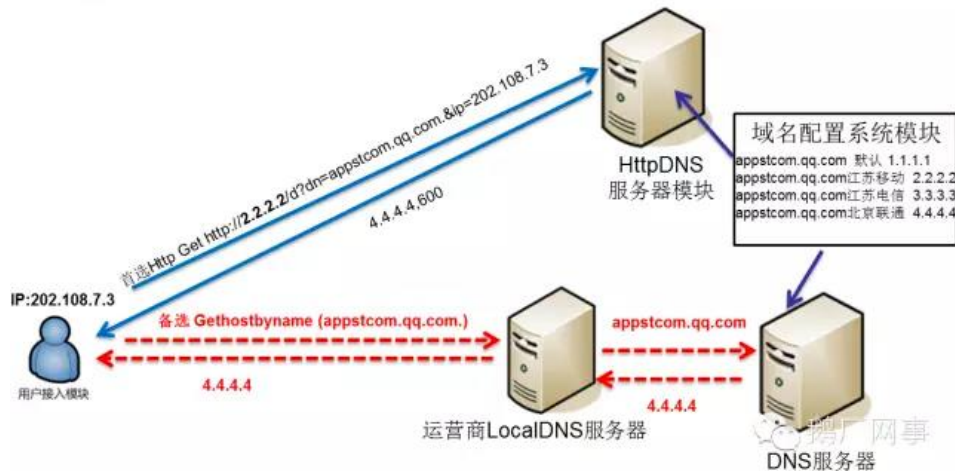 首选Http Get http://2.2.2.2/d?dn=appstcom.qq.com.&ip=202.108.7.3
4.4.4.4,600
HttpDNS
服务器模块
域名配置系统模块
appstcom.qq.com 默认 1.1.1.1
appstcom.qq.com江苏移动 2.2.2.2
appstcom.qq.com江苏电信 3.3.3.3
appstcom.qq.com北京联通 4.4.4.4
IP:202.108.7.3
用户接入模块
备选 Gethostbyname (appstcom.qq.com.)
4.4.4.4
运营商LocalDNS服务器
appstcom.qq.com
4.4.4.4
DNS服务器
鹅厂网事